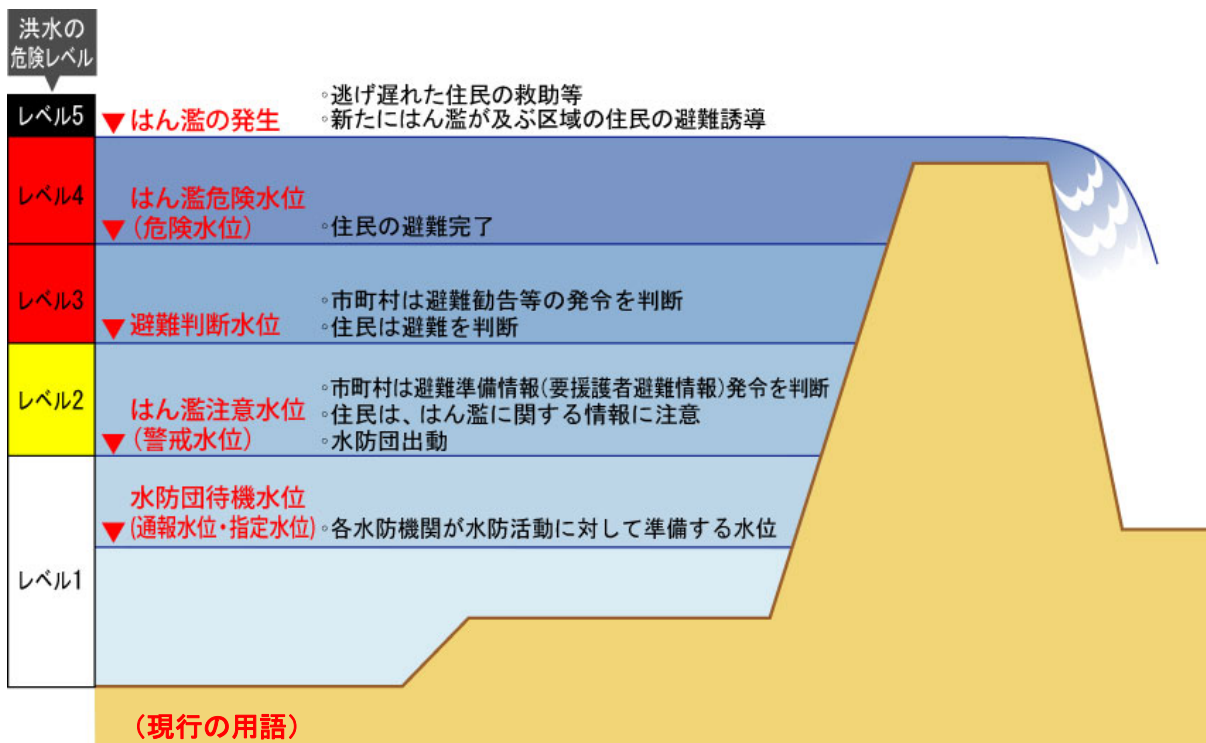 洪水の
危険レベル
レベル5
▼はん濫の発生
◦逃げ遅れた住民の救助等
◦新たにはん濫が及ぶ区域の住民の避難誘導
レベル4
はん濫危険水位
▼(危険水位)
◦住民の避難完了
レベル3
▼避難判断水位
◦市町村は避難勧告等の発令を判断
◦住民は避難を判断
レベル2
はん濫注意水位
▼(警戒水位)
◦市町村は避難準備情報(要援護者避難情報)発令を判断
◦住民は、はん濫に関する情報に注意
◦水防団出動
水防団待機水位
▼(通報水位・指定水位)
◦各水防機関が水防活動に対して準備する水位
レベル1
(現行の用語)